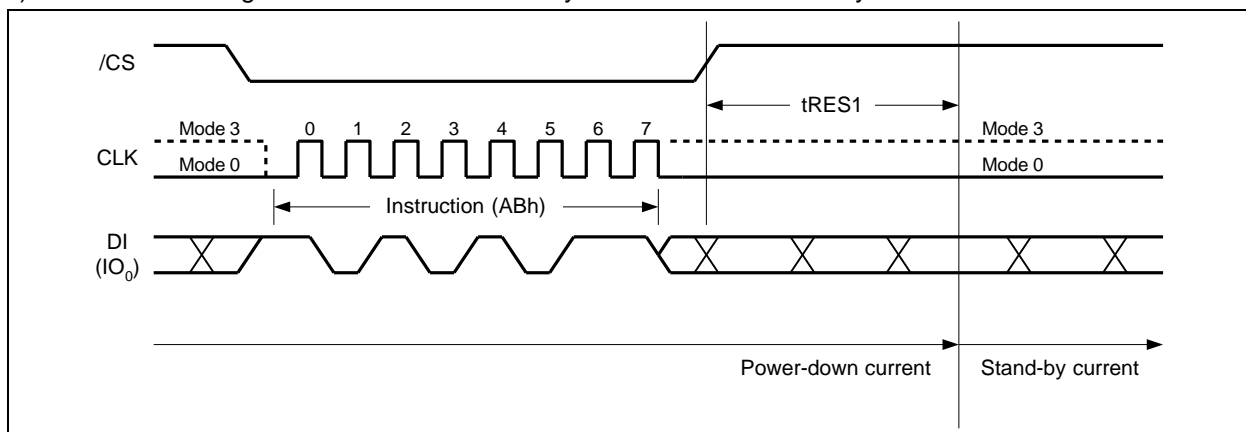 /CS
tRES1
Mode 3 0 1 2 3 4 5 6 7 Mode 3
CLK
Mode 0 Mode 0
Instruction (ABh)
DI
(IO0)
Power-down current Stand-by current